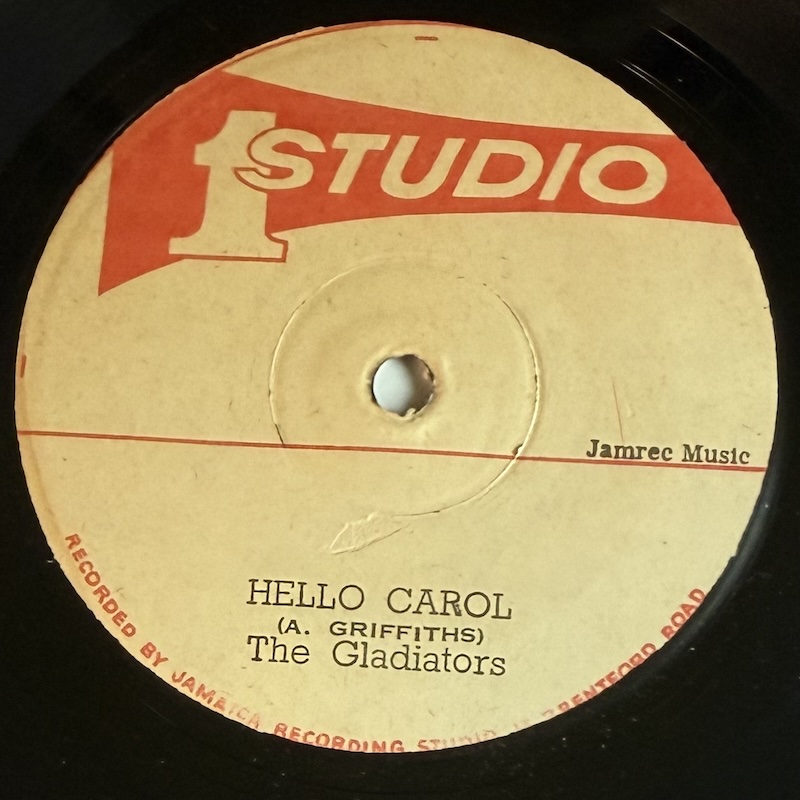 1 STUDIO
Jamrec Music
HELLO CAROL
(A. GRIFFITHS)
The Gladiators
RECORDED BY JAMAICA RECORDING STUDIO BRENTFORD ROAD